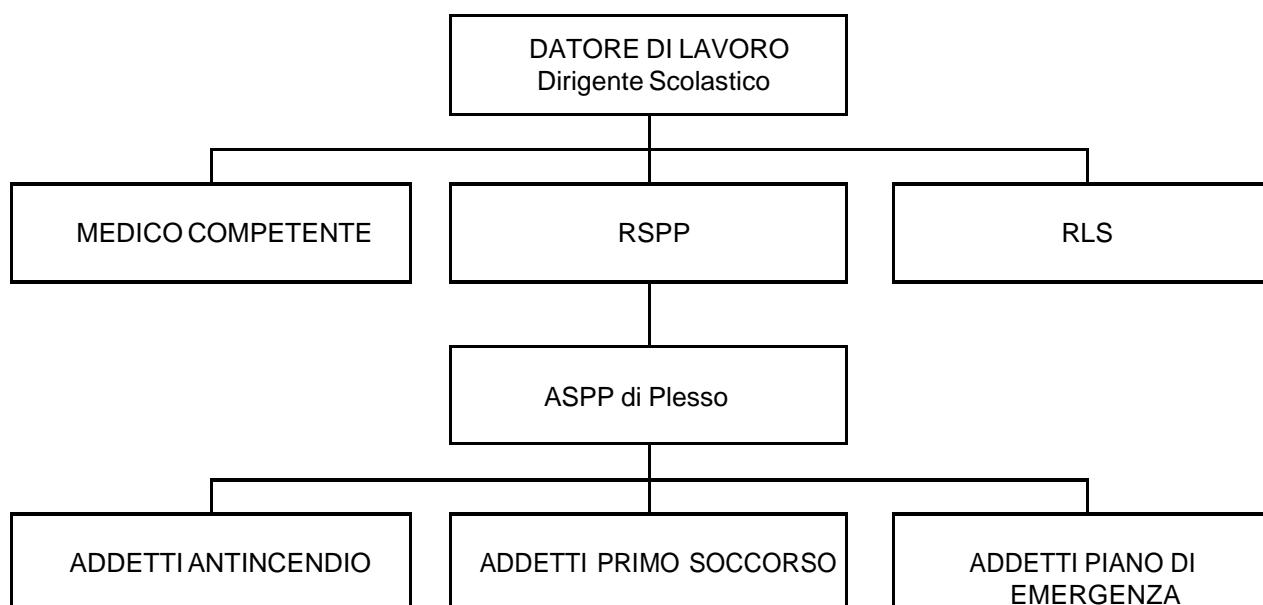 DATORE DI LAVORO
Dirigente Scolastico
MEDICO COMPETENTE
RSPP
RLS
ASPP di Plesso
ADDETTI ANTINCENDIO
ADDETTI PRIMO SOCCORSO
ADDETTI PIANO DI
EMERGENZA